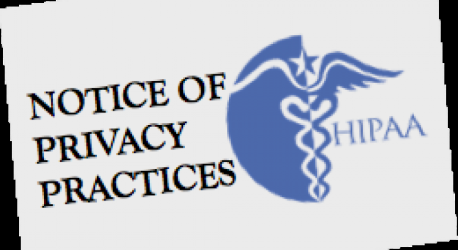 NOTICE OF
PRIVACY
PRACTICES
HIPAA